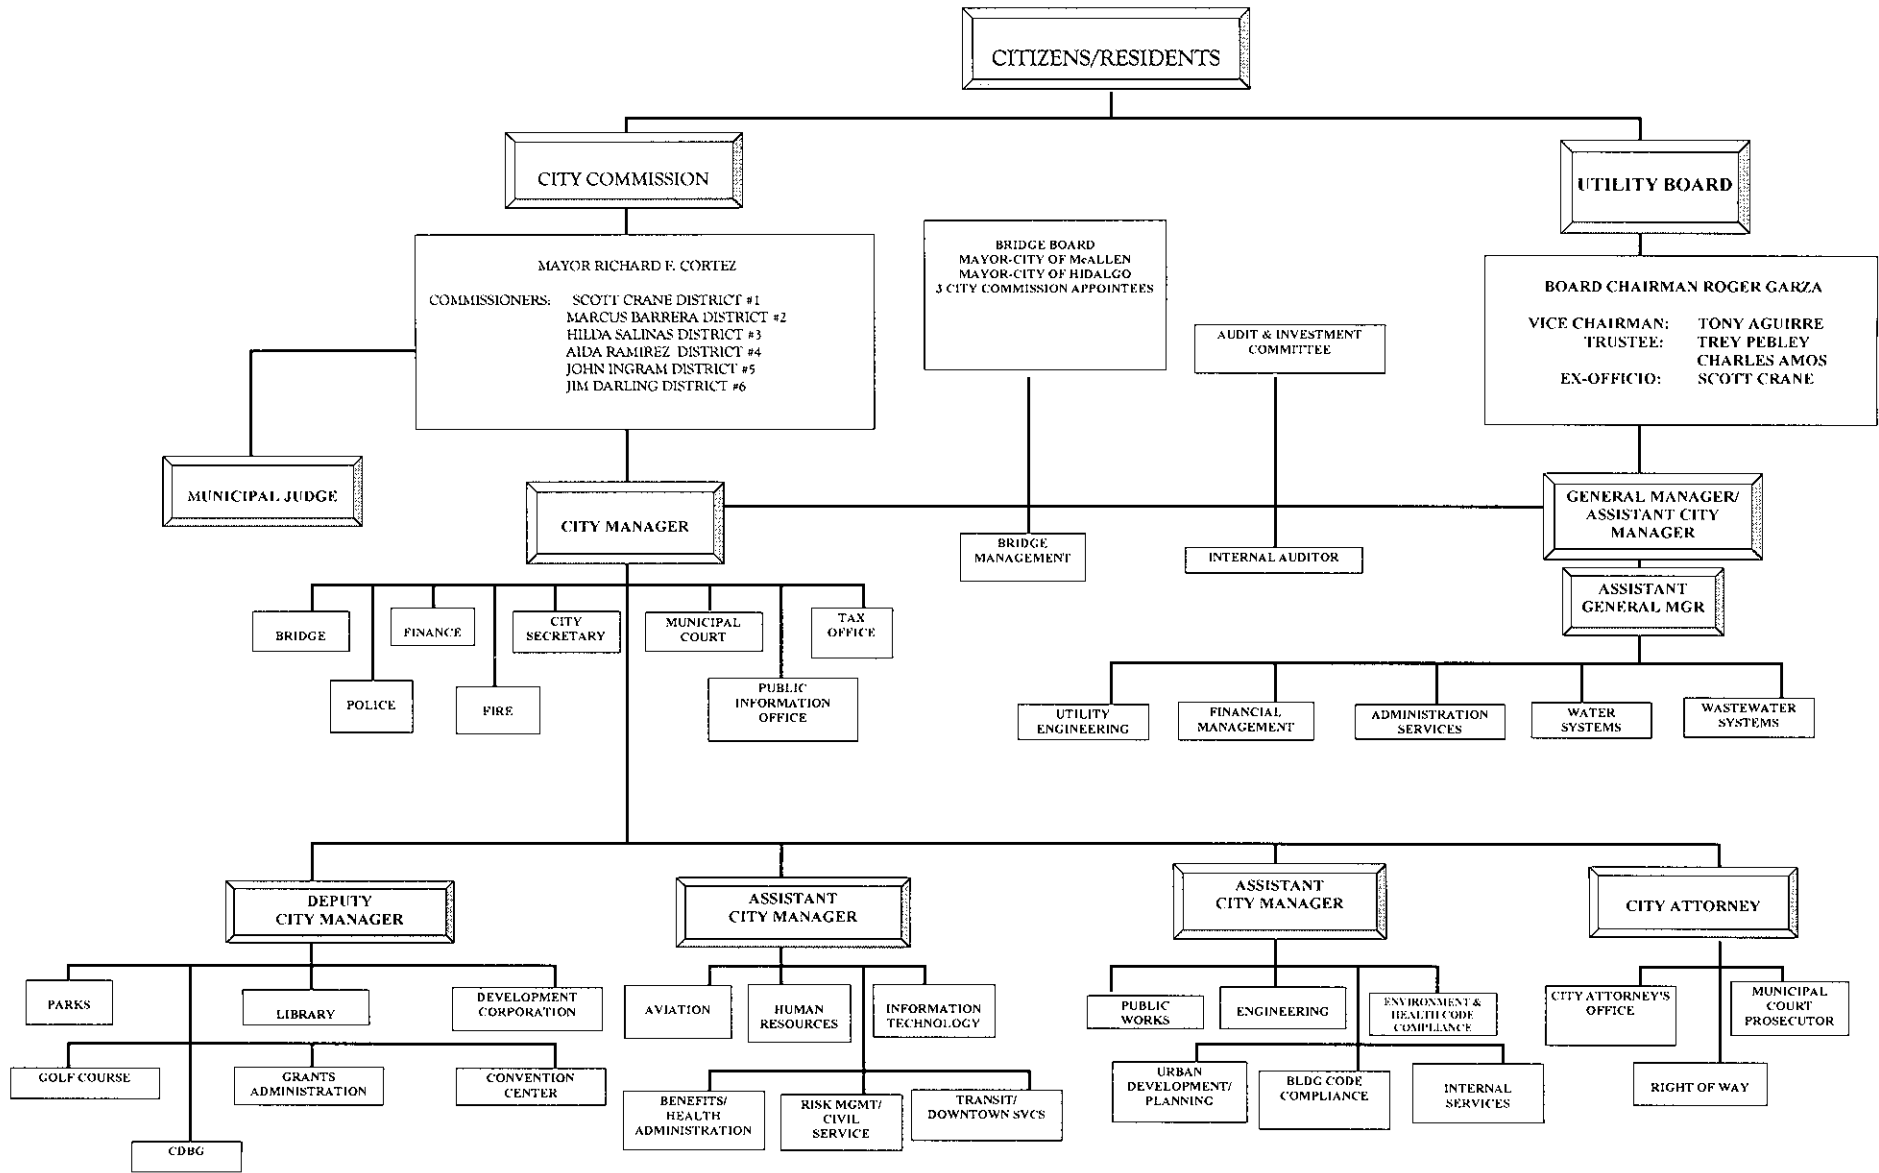 CITIZENS/RESIDENTS
CITY COMMISSION
UTILITY BOARD
MAYOR RICHARD F. CORTEZ
COMMISSIONERS: SCOTT CRANE DISTRICT #1
MARCUS BARRERA DISTRICT #2
HILDA SALINAS DISTRICT #3
AIDA RAMIREZ DISTRICT #4
JOHN INGRAM DISTRICT #5
JIM DARLING DISTRICT #6
BRIDGE BOARD
MAYOR-CITY OF McALLEN
MAYOR-CITY OF HIDALGO
3 CITY COMMISSION APPOINTEES
AUDIT & INVESTMENT
COMMITTEE
BOARD CHAIRMAN ROGER GARZA
VICE CHAIRMAN: TONY AGUIRRE
TRUSTEE: TREY PEBLEY
CHARLES AMOS
EX-OFFICIO: SCOTT CRANE
MUNICIPAL JUDGE
CITY MANAGER
GENERAL MANAGER/
ASSISTANT CITY
MANAGER
BRIDGE
MANAGEMENT
INTERNAL AUDITOR
ASSISTANT
GENERAL MGR
BRIDGE
FINANCE
CITY
SECRETARY
MUNICIPAL
COURT
TAX
OFFICE
POLICE
FIRE
PUBLIC
INFORMATION
OFFICE
UTILITY
ENGINEERING
FINANCIAL
MANAGEMENT
ADMINISTRATION
SERVICES
WATER
SYSTEMS
WASTEWATER
SYSTEMS
DEPUTY
CITY MANAGER
ASSISTANT
CITY MANAGER
ASSISTANT
CITY MANAGER
CITY ATTORNEY
PARKS
LIBRARY
DEVELOPMENT
CORPORATION
AVIATION
HUMAN
RESOURCES
INFORMATION
TECHNOLOGY
PUBLIC
WORKS
ENGINEERING
ENVIRONMENT &
HEALTH CODE
COMPLIANCE
CITY ATTORNEY'S
OFFICE
MUNICIPAL
COURT
PROSECUTOR
GOLF COURSE
GRANTS
ADMINISTRATION
CONVENTION
CENTER
BENEFITS/
HEALTH
ADMINISTRATION
RISK MGMT/
CIVIL
SERVICE
TRANSIT/
DOWNTOWN SVCS
URBAN
DEVELOPMENT/
PLANNING
BLDG CODE
COMPLIANCE
INTERNAL
SERVICES
RIGHT OF WAY
CDBG